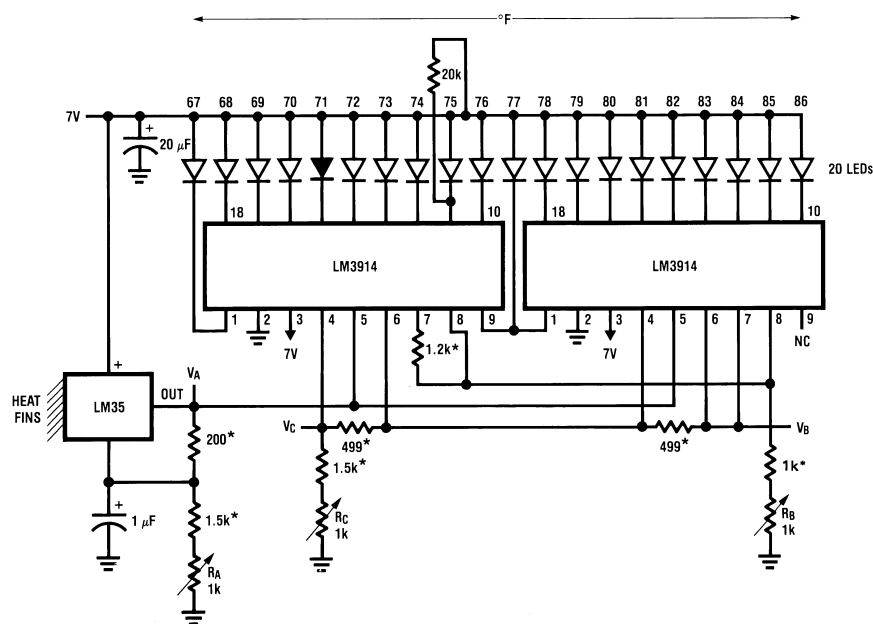 °F
20k
67 68 69 70 71 72 73 74 75 76 77 78 79 80 81 82 83 84 85 86
7V
+
20 μF
20 LEDs
18 10 18 10
LM3914 LM3914
1 2 3 4 5 6 7 8 9 1 2 3 4 5 6 7 8 9
7V 7V NC
1.2k*
+
HEAT
FINS
LM35
OUT
VA
VC
499*
499*
VB
200*
1.5k*
1k*
+
1 μF
1.5k*
RC
1k
RB
1k
RA
1k